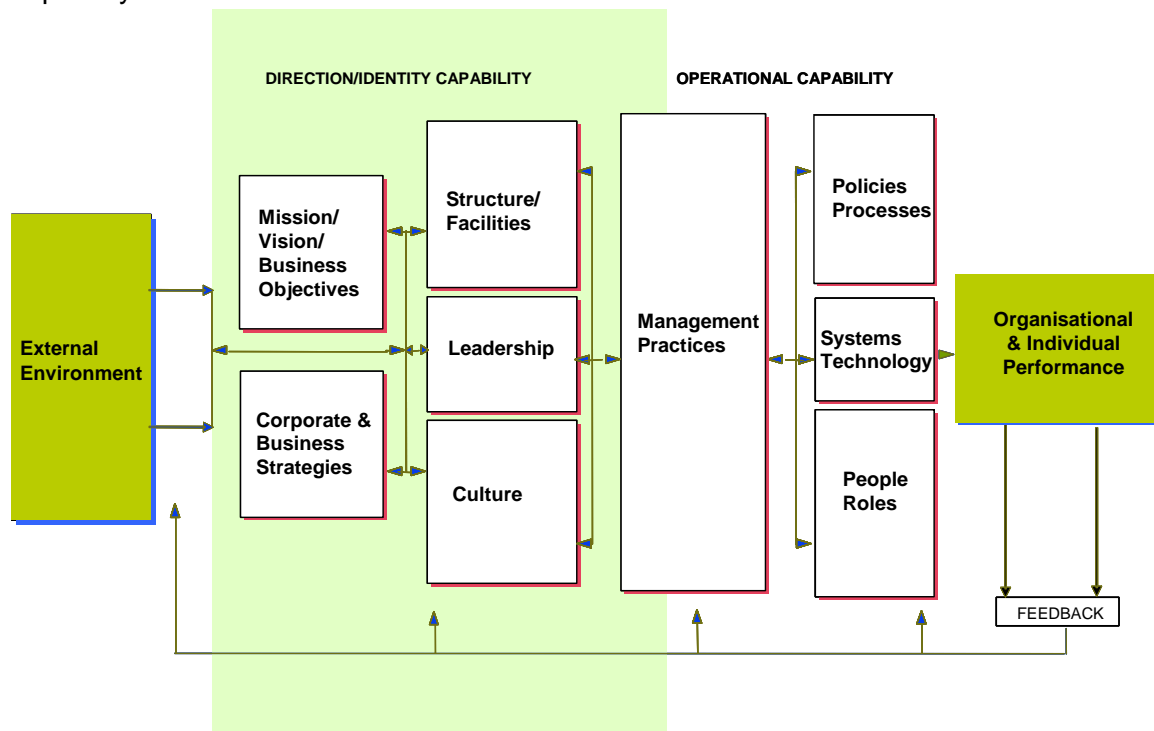 DIRECTION/IDENTITY CAPABILITY
OPERATIONAL CAPABILITY
External
Environment
Mission/
Vision/
Business
Objectives
Corporate &
Business
Strategies
Structure/
Facilities
Leadership
Culture
Management
Practices
Policies
Processes
Systems
Technology
People
Roles
Organisational
& Individual
Performance
FEEDBACK